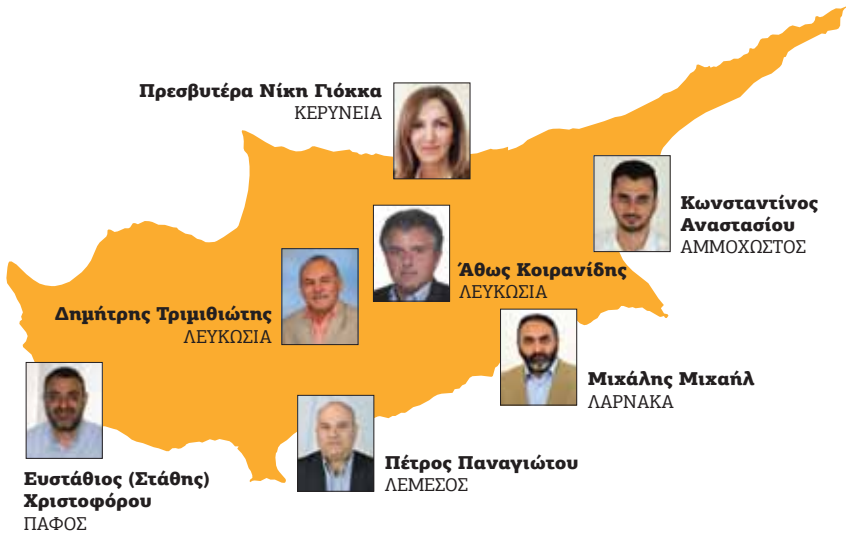 Πρεσβυτέρα Νίκη Γιόκκα
ΚΕΡΥΝΕΙΑ
Κωνσταντίνος
Αναστασίου
ΑΜΜΟΧΩΣΤΟΣ
Άθως Κοιρανίδης
ΛΕΥΚΩΣΙΑ
Δημήτρης Τριμιθιώτης
ΛΕΥΚΩΣΙΑ
Μιχάλης Μιχαήλ
ΛΑΡΝΑΚΑ
Πέτρος Παναγιώτου
ΛΕΜΕΣΟΣ
Ευστάθιος (Στάθης)
Χριστοφόρου
ΠΑΦΟΣ